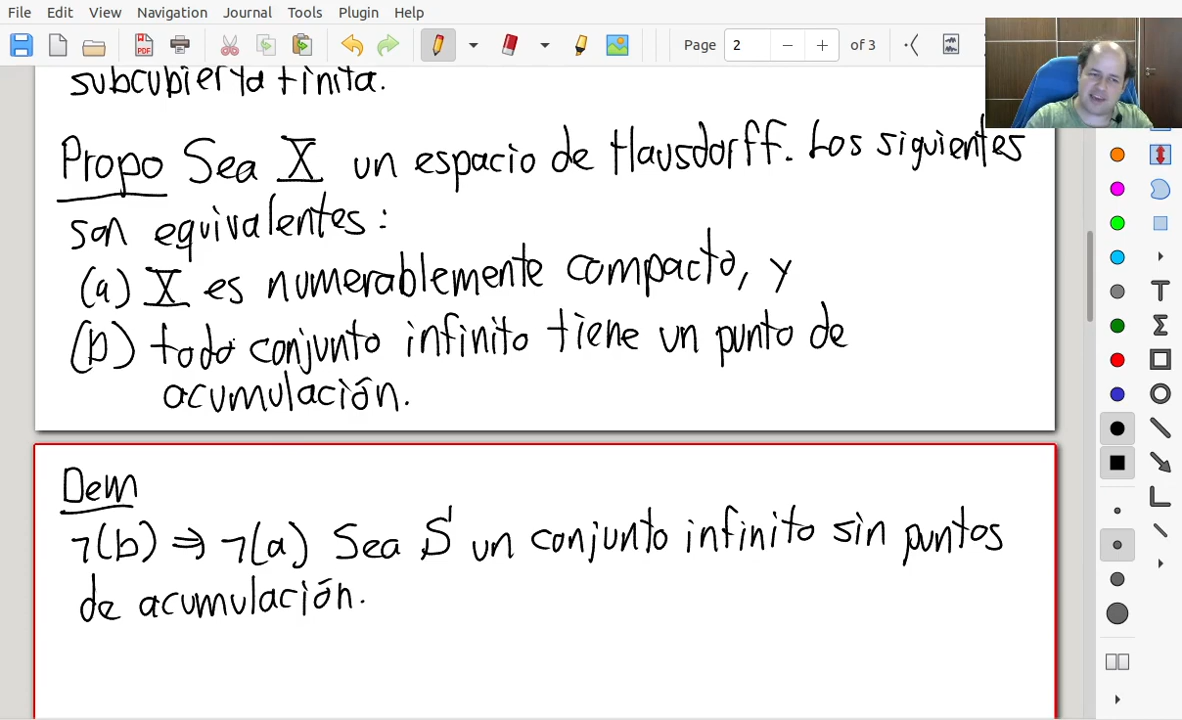 File Edit View Navigation Journal Tools Plugin Help
Page 2 of 3
subcubierta finita.
Propo Sea X un espacio de Hausdorff. Los siguientes
son equivalentes:
(a) X es numerablemente compacto, y
(b) todo conjunto infinito tiene un punto de
acumulación.
Dem
¬(b) ⇒ ¬(a) Sea S un conjunto infinito sin puntos
de acumulación.